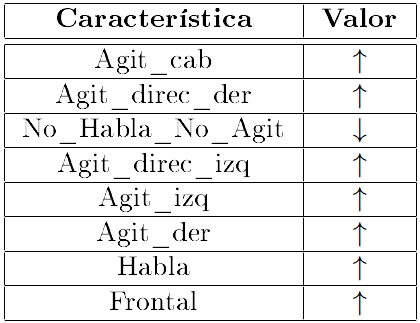 Característica Valor
Agit_cab ↑
Agit_direc_der ↑
No_Habla_No_Agit ↓
Agit_direc_izq ↑
Agit_izq ↑
Agit_der ↑
Habla ↑
Frontal ↑